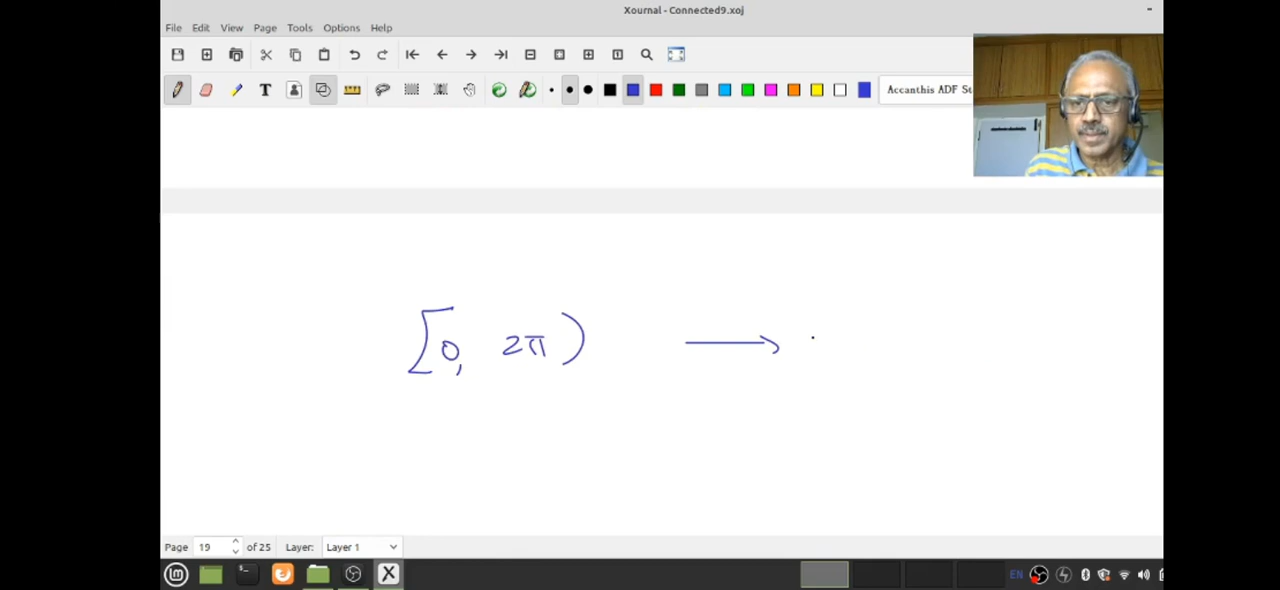 Xournal - Connected9.xoj
File Edit View Page Tools Options Help
T
Accanthis ADF
[0, 2π) ⟶
Page 19 of 25 Layer: Layer 1
EN